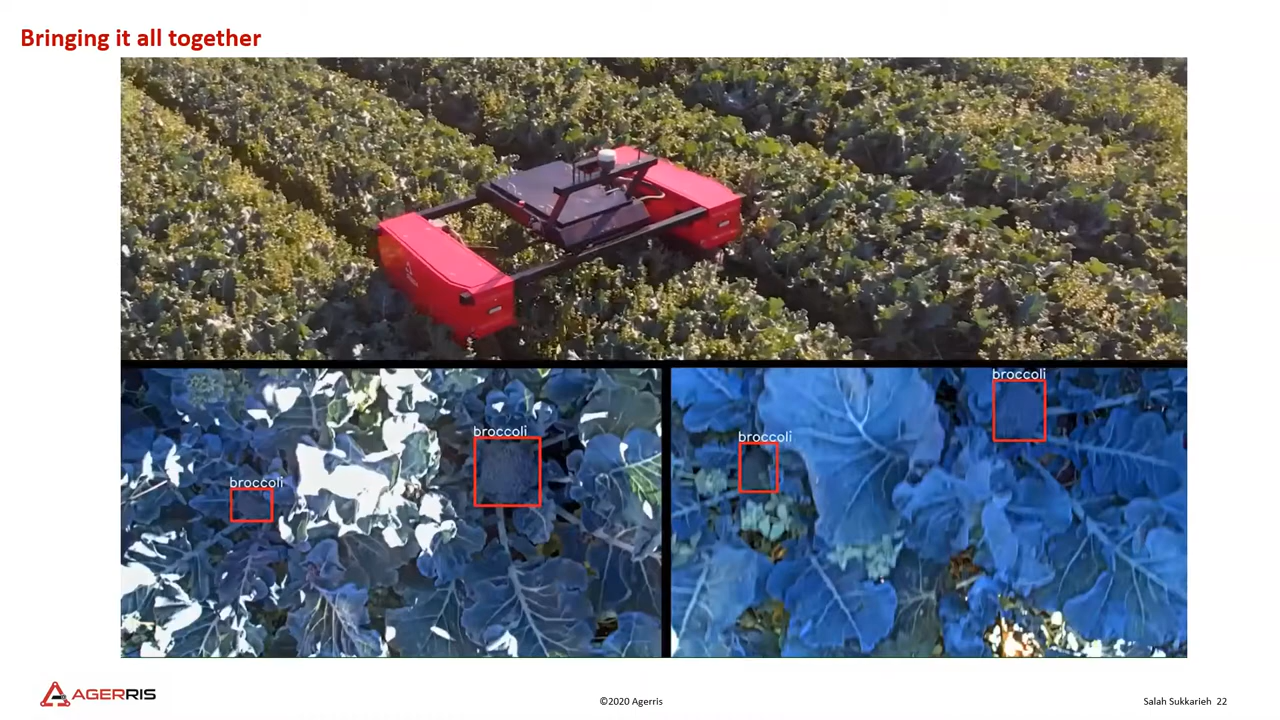 Bringing it all together
broccoli
broccoli
broccoli
broccoli
AGERRIS
©2020 Agerris
Salah Sukkarieh 22